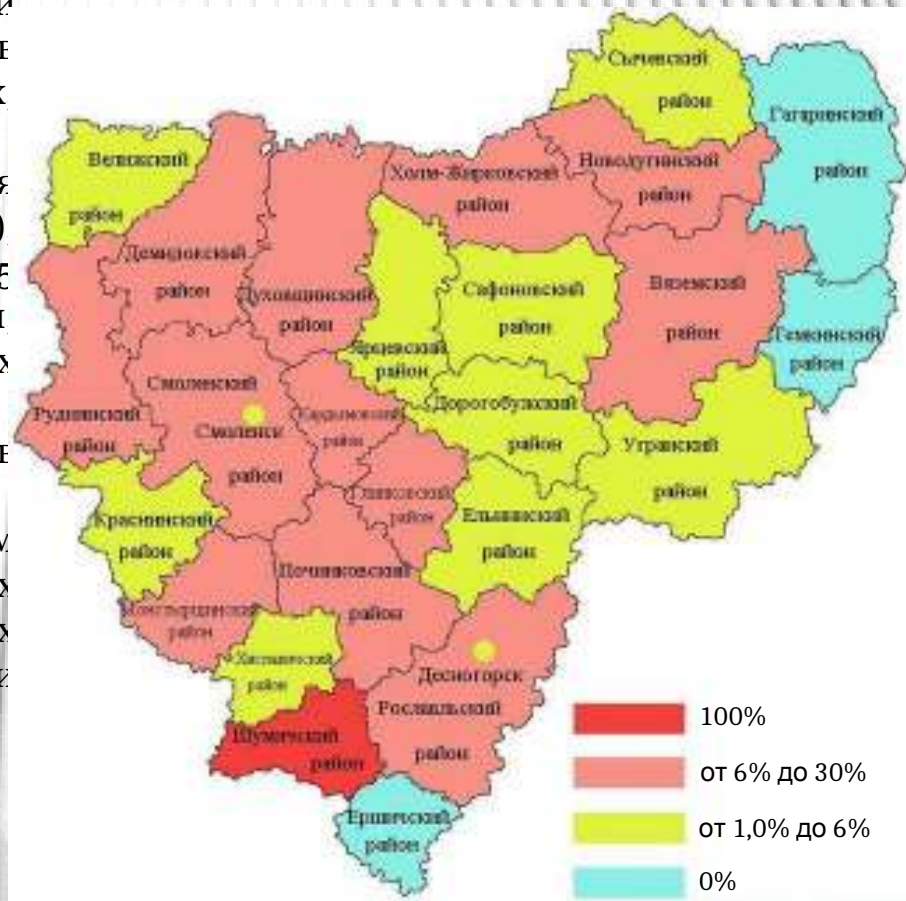 Сычевский
район
Гагаринский
район
Велижский
район
Холм-Жирковский
район
Новодугинский
район
Демидовский
район
Духовщинский
район
Сафоновский
район
Вяземский
район
Темкинский
район
Ярцевский
район
Смоленский
Смоленск
район
Руднянский
район
Кардымовский
район
Дорогобужский
район
Угранский
район
Глинковский
район
Краснинский
район
Ельнинский
район
Починковский
район
Монастырщинский
район
Хиславичский
район
Десногорск
Рославльский
район
Шумячский
район
Ершичский
район
100%
от 6% до 30%
от 1,0% до 6%
0%